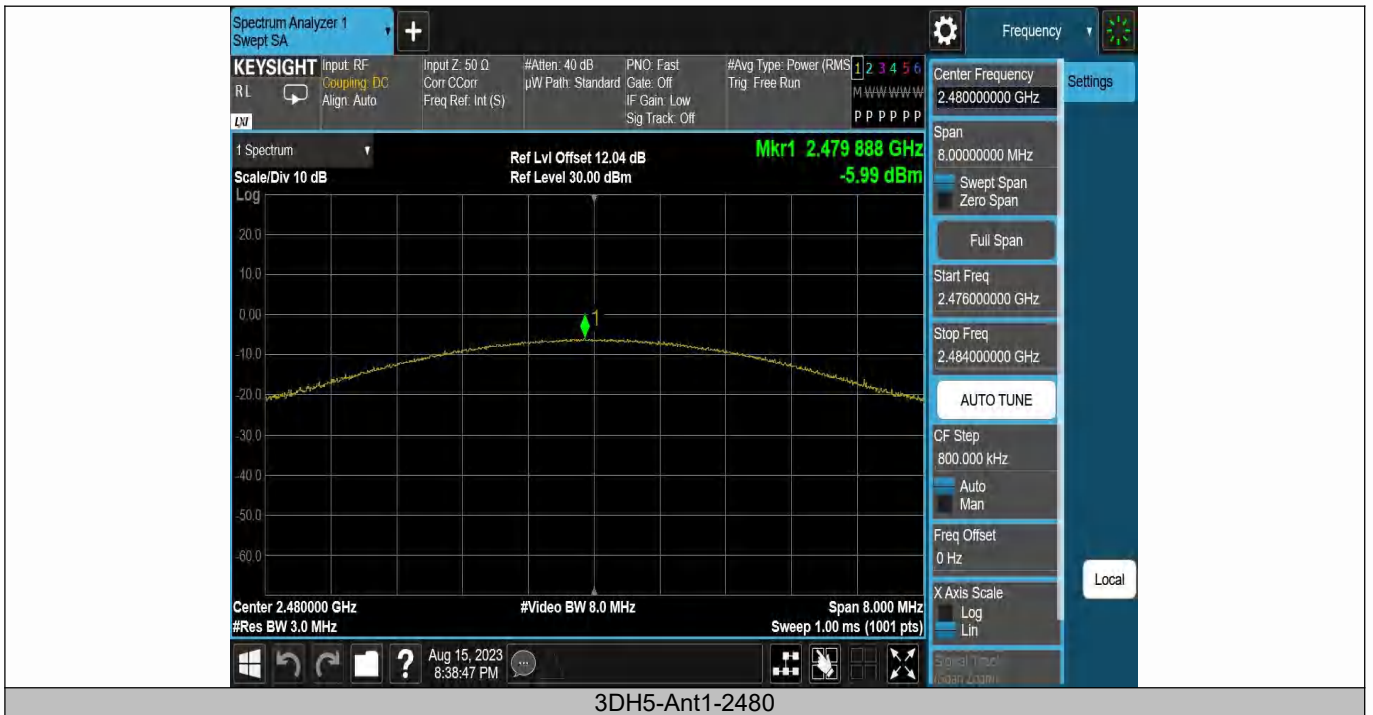 Spectrum Analyzer 1
Swept SA
+
Frequency
KEYSIGHT
RL
LXI
Input: RF
Coupling: DC
Align: Auto
Input Z: 50 Ω
Corr CCorr
Freq Ref: Int (S)
#Atten: 40 dB
µW Path: Standard
PNO: Fast
Gate: Off
IF Gain: Low
Sig Track: Off
#Avg Type: Power (RMS
Trig: Free Run
1 2 3 4 5 6
M W W W W W
P P P P P P
1 Spectrum
Scale/Div 10 dB
Log
Ref Lvl Offset 12.04 dB
Ref Level 30.00 dBm
Mkr1 2.479 888 GHz
-5.99 dBm
20.0
10.0
0.00
-10.0
-20.0
-30.0
-40.0
-50.0
-60.0
1
Center 2.480000 GHz
#Res BW 3.0 MHz
#Video BW 8.0 MHz
Span 8.000 MHz
Sweep 1.00 ms (1001 pts)
Center Frequency
2.480000000 GHz
Settings
Span
8.00000000 MHz
Swept Span
Zero Span
Full Span
Start Freq
2.476000000 GHz
Stop Freq
2.484000000 GHz
AUTO TUNE
CF Step
800.000 kHz
Auto
Man
Freq Offset
0 Hz
X Axis Scale
Log
Lin
Local
Signal Track
(Span Zoom)
?
Aug 15, 2023
8:38:47 PM
3DH5-Ant1-2480